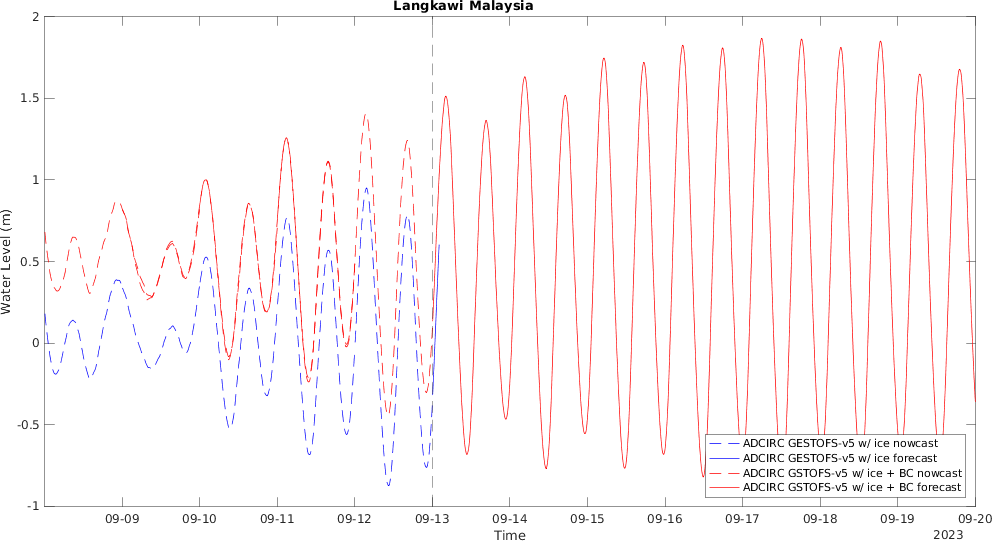 Langkawi Malaysia
2
1.5
1
0.5
0
-0.5
-1
Water Level (m)
ADCIRC GESTOFS-v5 w/ ice nowcast
ADCIRC GESTOFS-v5 w/ ice forecast
ADCIRC GSTOFS-v5 w/ ice + BC nowcast
ADCIRC GSTOFS-v5 w/ ice + BC forecast
09-09 09-10 09-11 09-12 09-13 09-14 09-15 09-16 09-17 09-18 09-19 09-20
Time
2023